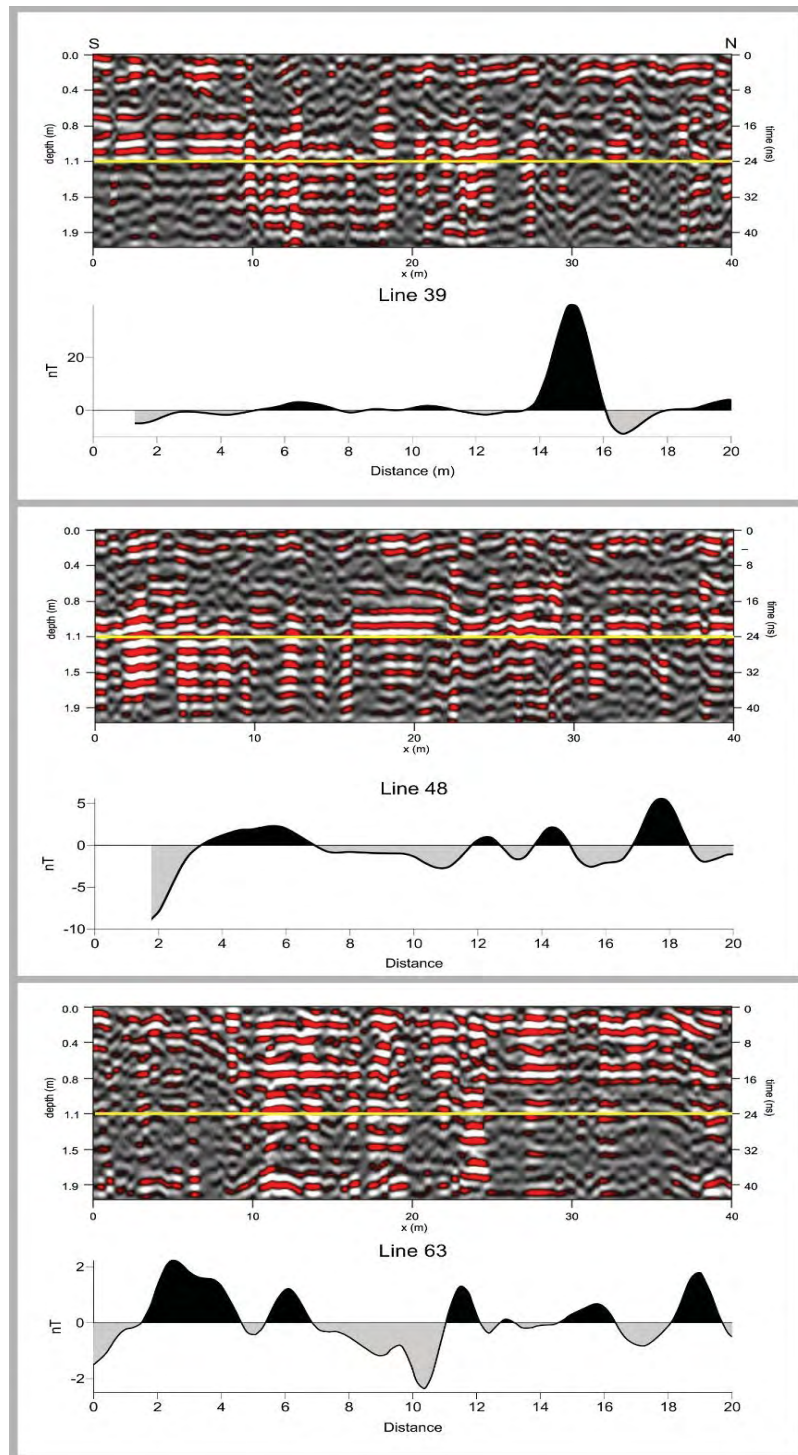 S N
0.0 0
0.4 8
0.8 16
depth (m) time (ns)
1.1 24
1.5 32
1.9 40
0 10 20 30 40
x (m)
Line 39
20
nT
0
0 2 4 6 8 10 12 14 16 18 20
Distance (m)
0.0 0
0.4 8
0.8 16
depth (m) time (ns)
1.1 24
1.5 32
1.9 40
0 10 20 30 40
x (m)
Line 48
5
0
nT
-5
-10
0 2 4 6 8 10 12 14 16 18 20
Distance
0.0 0
0.4 8
0.8 16
depth (m) time (ns)
1.1 24
1.5 32
1.9 40
0 10 20 30 40
x (m)
Line 63
2
nT
0
-2
0 2 4 6 8 10 12 14 16 18 20
Distance